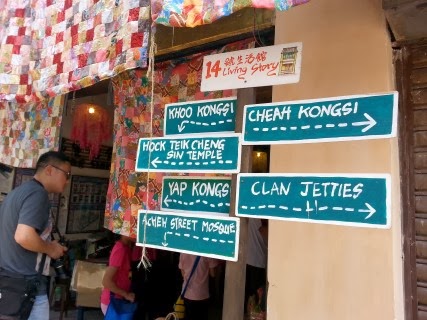 14 號生活館
Living Story
KHOO KONGSI
CHEAH KONGSI
HOCK TEIK CHENG
SIN TEMPLE
YAP KONGSI
CLAN JETTIES
ACHEH STREET MOSQUE